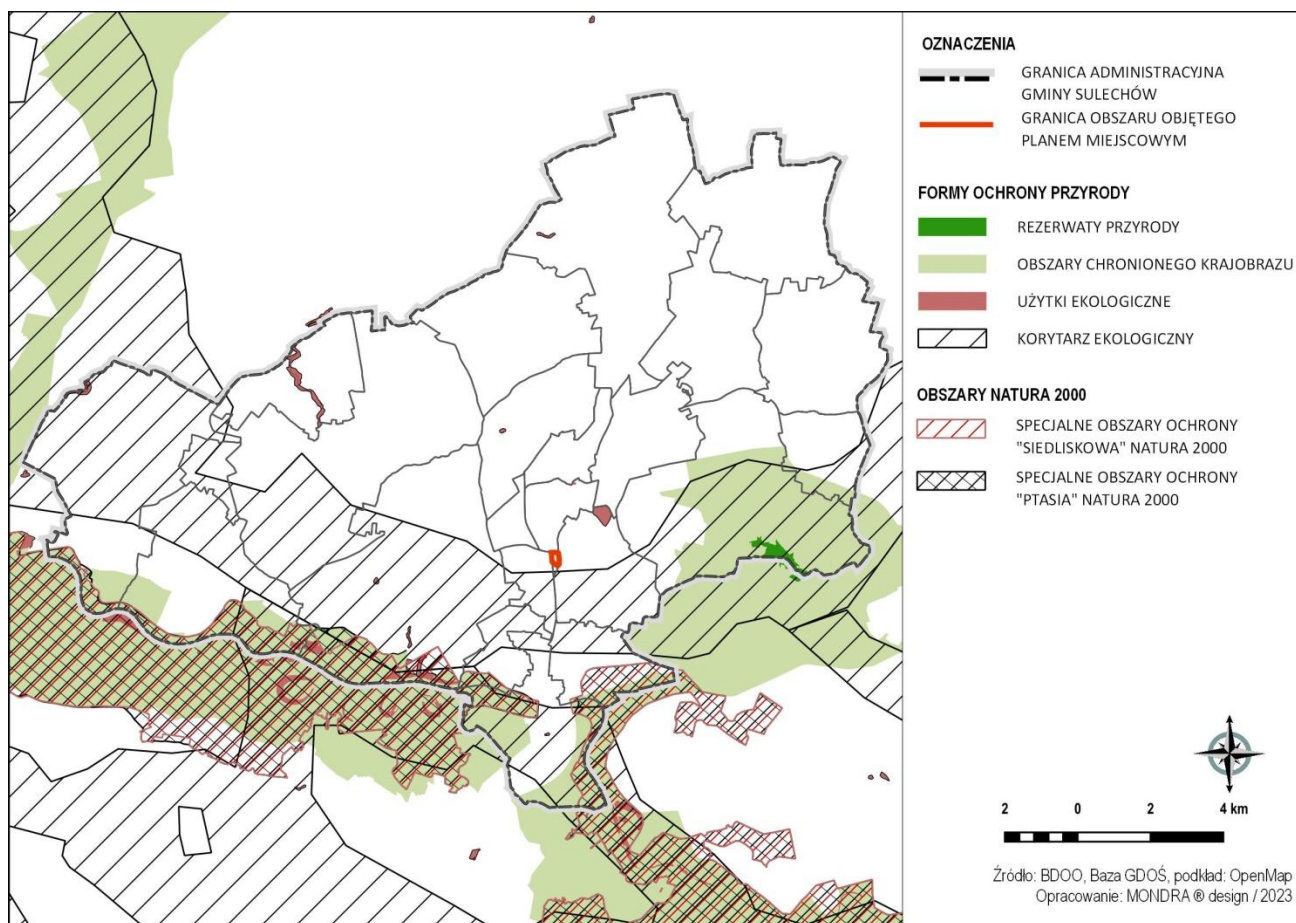 OZNACZENIA
GRANICA ADMINISTRACYJNA
GMINY SULECHÓW
GRANICA OBSZARU OBJĘTEGO
PLANEM MIEJSCOWYM
FORMY OCHRONY PRZYRODY
REZERWATY PRZYRODY
OBSZARY CHRONIONEGO KRAJOBRAZU
UŻYTKI EKOLOGICZNE
KORYTARZ EKOLOGICZNY
OBSZARY NATURA 2000
SPECJALNE OBSZARY OCHRONY
"SIEDLISKOWA" NATURA 2000
SPECJALNE OBSZARY OCHRONY
"PTASIA" NATURA 2000
2 0 2 4 km
Źródło: BDOO, Baza GDOŚ, podkład: OpenMap
Opracowanie: MONDRA ® design / 2023